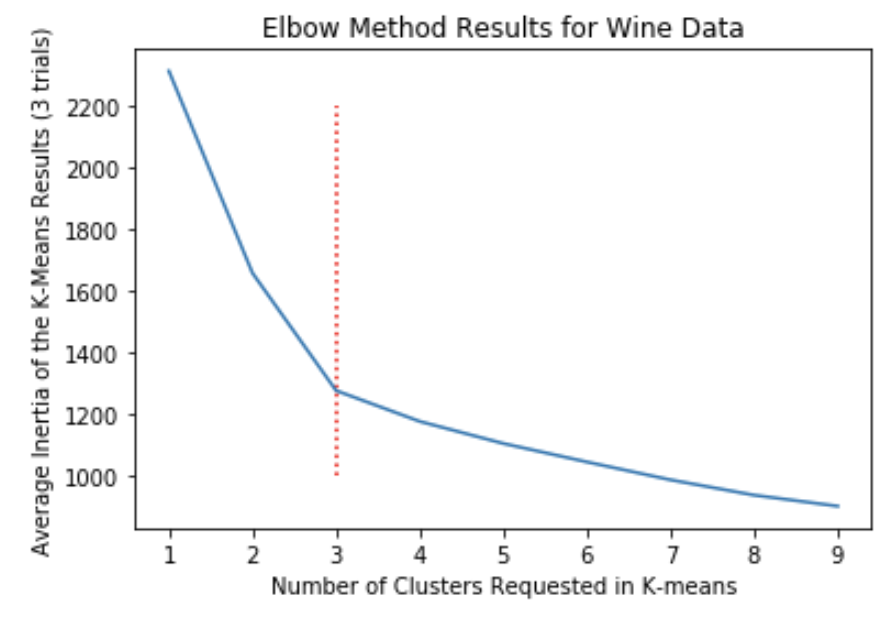 Elbow Method Results for Wine Data
Average Inertia of the K-Means Results (3 trials)
2200
2000
1800
1600
1400
1200
1000
1 2 3 4 5 6 7 8 9
Number of Clusters Requested in K-means